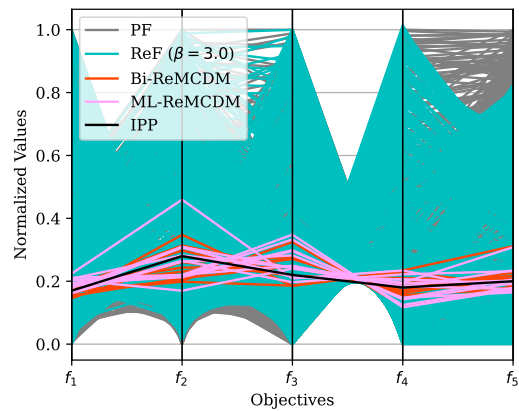 PF
ReF (β = 3.0)
Bi-ReMCDM
ML-ReMCDM
IPP
Normalized Values
1.0
0.8
0.6
0.4
0.2
0.0
f1 f2 f3 f4 f5
Objectives